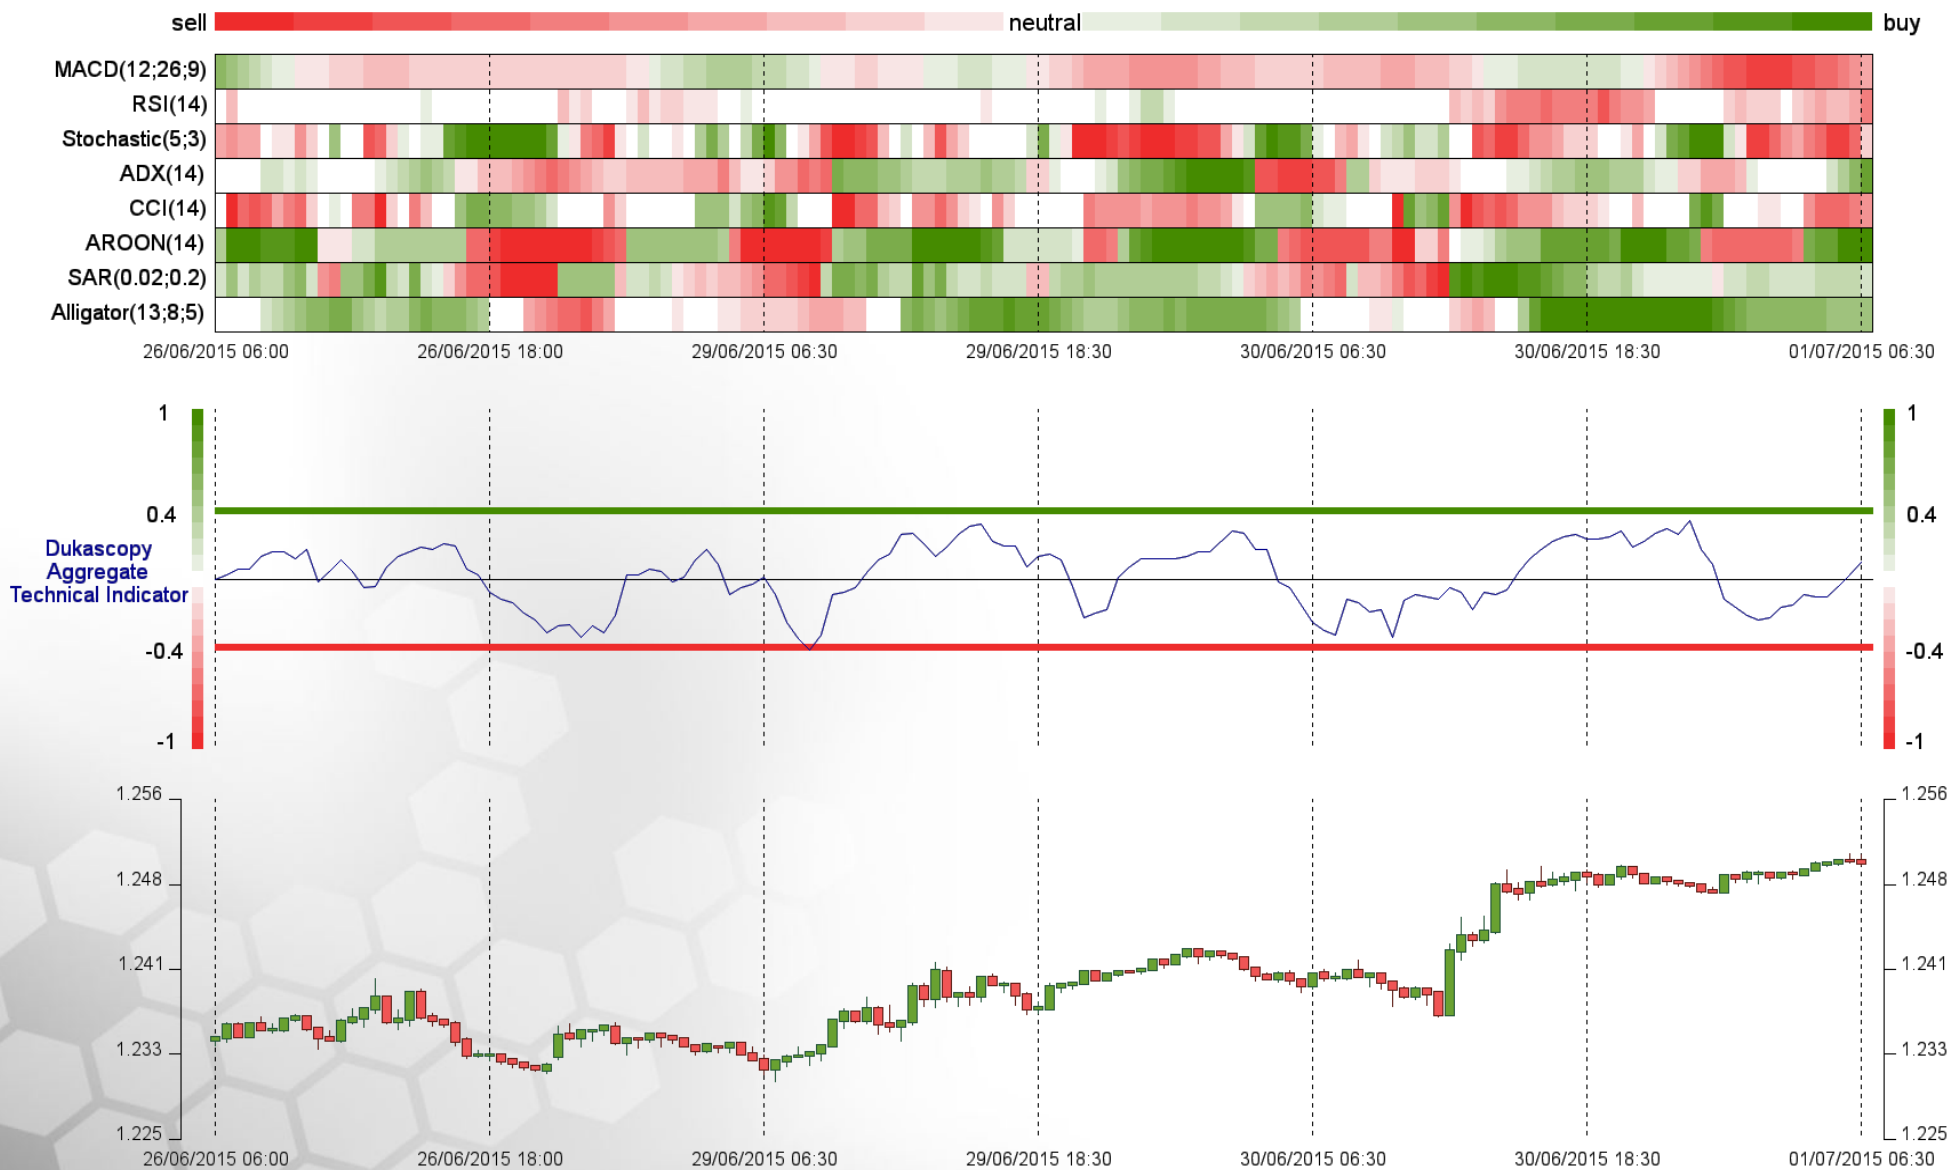 sell neutral buy
MACD(12;26;9)
RSI(14)
Stochastic(5;3)
ADX(14)
CCI(14)
AROON(14)
SAR(0.02;0.2)
Alligator(13;8;5)
26/06/2015 06:00 26/06/2015 18:00 29/06/2015 06:30 29/06/2015 18:30 30/06/2015 06:30 30/06/2015 18:30 01/07/2015 06:30
1 1
0.4 0.4
Dukascopy
Aggregate
Technical Indicator
-0.4 -0.4
-1 -1
1.256 1.256
1.248 1.248
1.241 1.241
1.233 1.233
1.225 1.225
26/06/2015 06:00 26/06/2015 18:00 29/06/2015 06:30 29/06/2015 18:30 30/06/2015 06:30 30/06/2015 18:30 01/07/2015 06:30